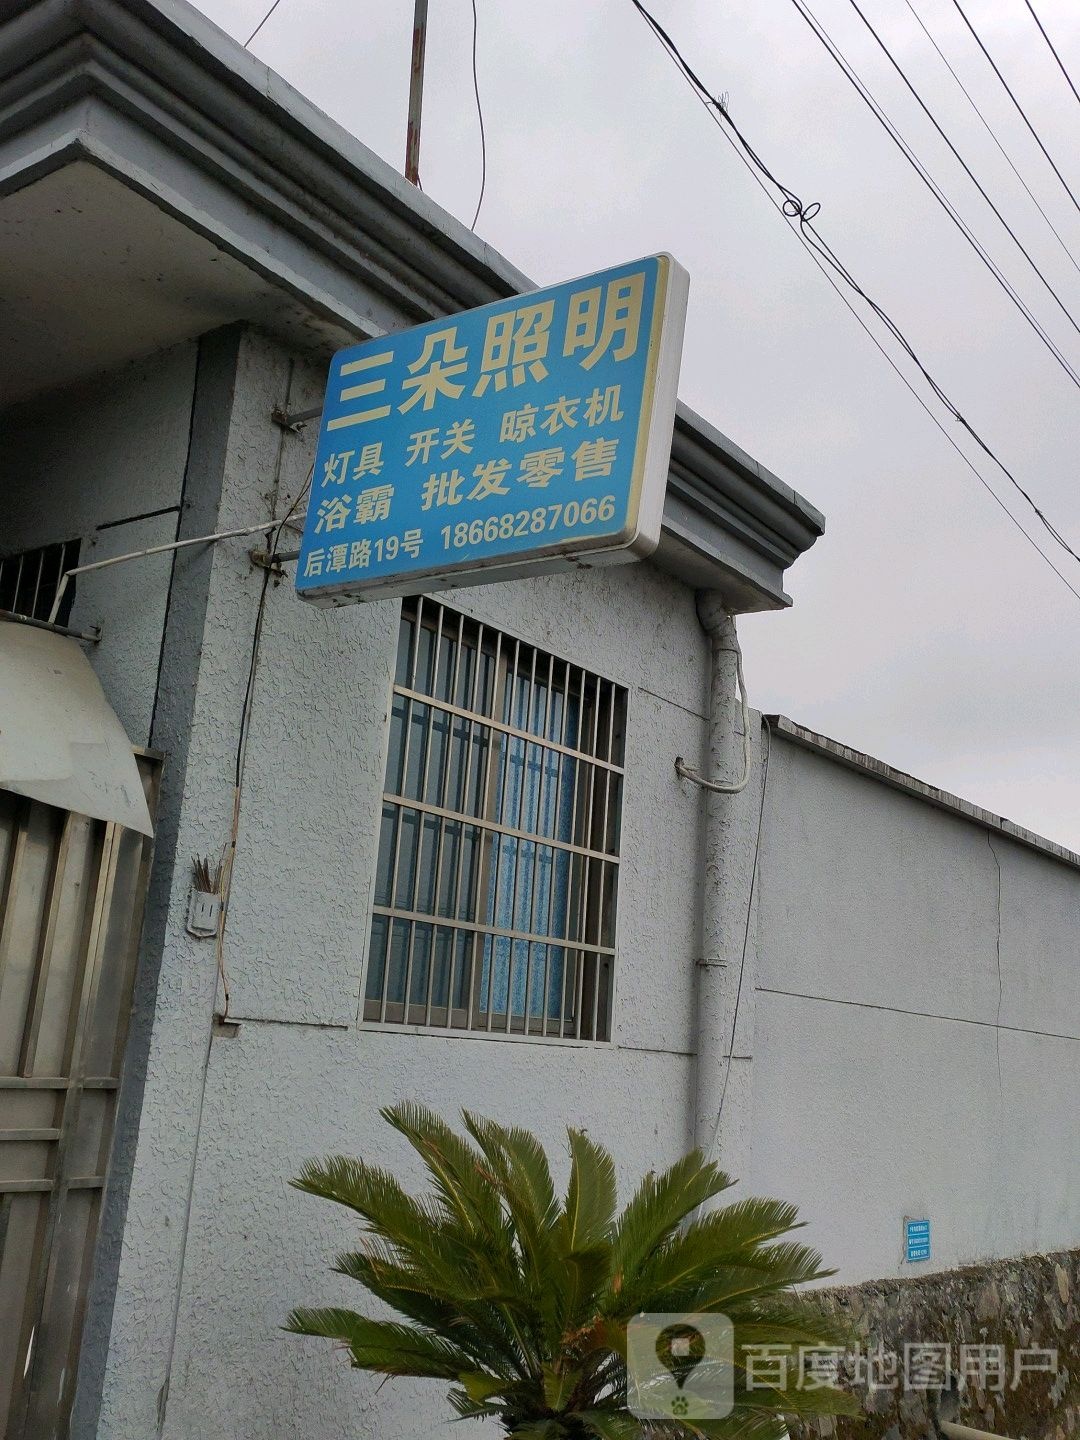 三朵照明
灯具 开关 晾衣机
浴霸 批发零售
后潭路19号 18668287066
百度地图用户